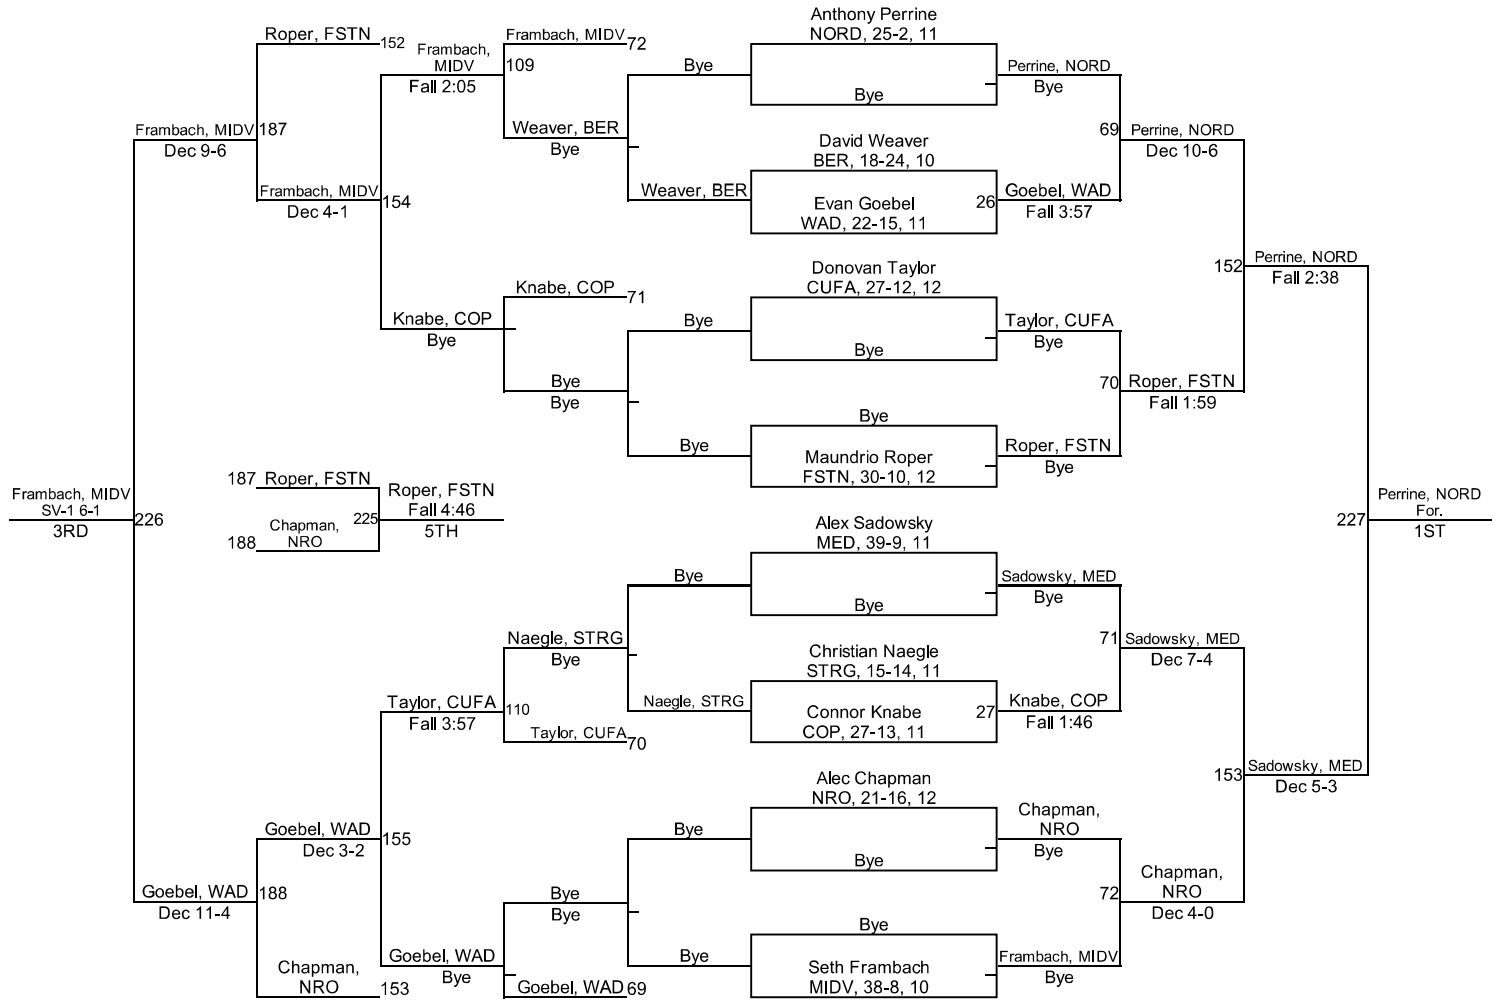 Anthony Perrine
NORD, 25-2, 11
Roper, FSTN
152
Frambach,
MIDV
Fall 2:05
Frambach, MIDV
72
109
Bye
Bye
Perrine, NORD
Bye
Frambach, MIDV
Dec 9-6
187
Weaver, BER
Bye
David Weaver
BER, 18-24, 10
69
Perrine, NORD
Dec 10-6
Frambach, MIDV
Dec 4-1
154
Weaver, BER
Evan Goebel
WAD, 22-15, 11
26
Goebel, WAD
Fall 3:57
Donovan Taylor
CUFA, 27-12, 12
152
Perrine, NORD
Fall 2:38
Knabe, COP
71
Knabe, COP
Bye
Bye
Bye
Taylor, CUFA
Bye
Bye
Bye
70
Roper, FSTN
Fall 1:59
Bye
Bye
Maundrio Roper
FSTN, 30-10, 12
Roper, FSTN
Bye
187
Roper, FSTN
Frambach, MIDV
SV-1 6-1
3RD
226
188
Chapman,
NRO
225
Roper, FSTN
Fall 4:46
5TH
Alex Sadowsky
MED, 39-9, 11
227
Perrine, NORD
For.
1ST
Bye
Bye
Sadowsky, MED
Bye
Naegle, STRG
Bye
Christian Naegle
STRG, 15-14, 11
71
Sadowsky, MED
Dec 7-4
Taylor, CUFA
Fall 3:57
110
Naegle, STRG
Connor Knabe
COP, 27-13, 11
27
Knabe, COP
Fall 1:46
Taylor, CUFA
70
Alec Chapman
NRO, 21-16, 12
153
Sadowsky, MED
Dec 5-3
Goebel, WAD
Dec 3-2
155
Bye
Bye
Chapman,
NRO
Bye
Goebel, WAD
Dec 11-4
188
Bye
Bye
72
Chapman,
NRO
Dec 4-0
Bye
Goebel, WAD
Bye
Bye
Seth Frambach
MIDV, 38-8, 10
Frambach, MIDV
Bye
Chapman,
NRO
153
Goebel, WAD
69